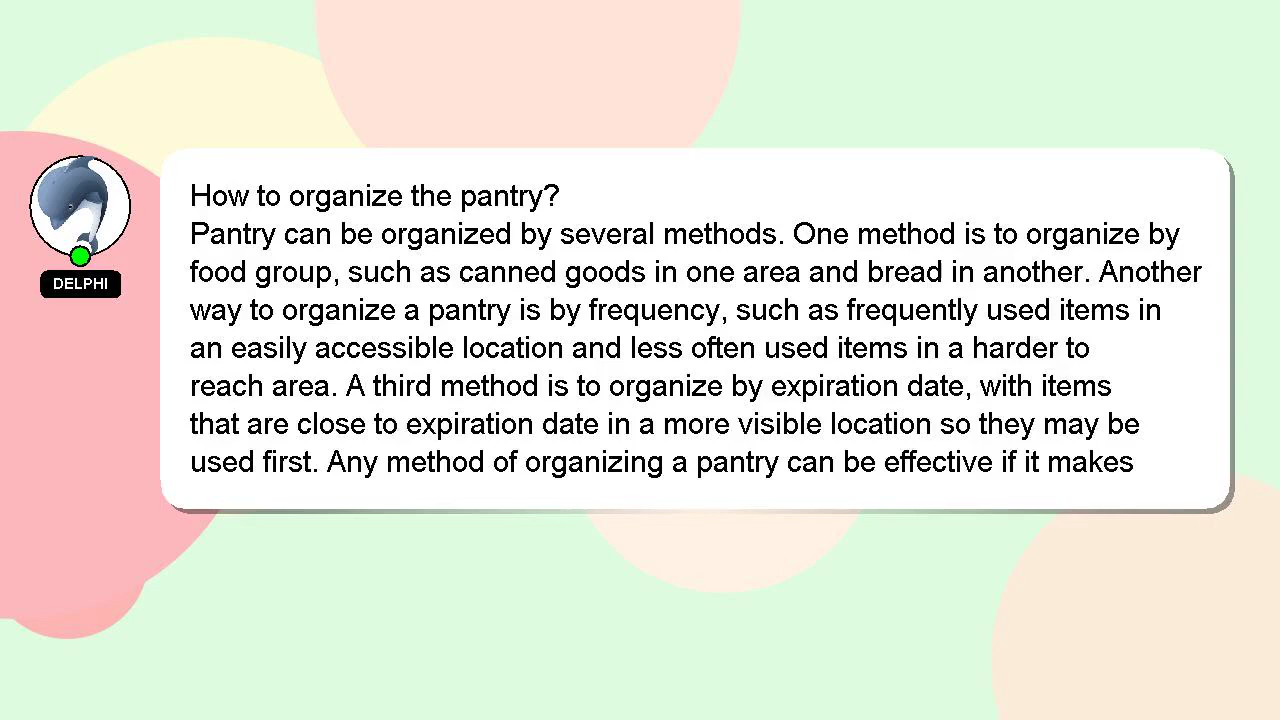 DELPHI
How to organize the pantry?
Pantry can be organized by several methods. One method is to organize by
food group, such as canned goods in one area and bread in another. Another
way to organize a pantry is by frequency, such as frequently used items in
an easily accessible location and less often used items in a harder to
reach area. A third method is to organize by expiration date, with items
that are close to expiration date in a more visible location so they may be
used first. Any method of organizing a pantry can be effective if it makes